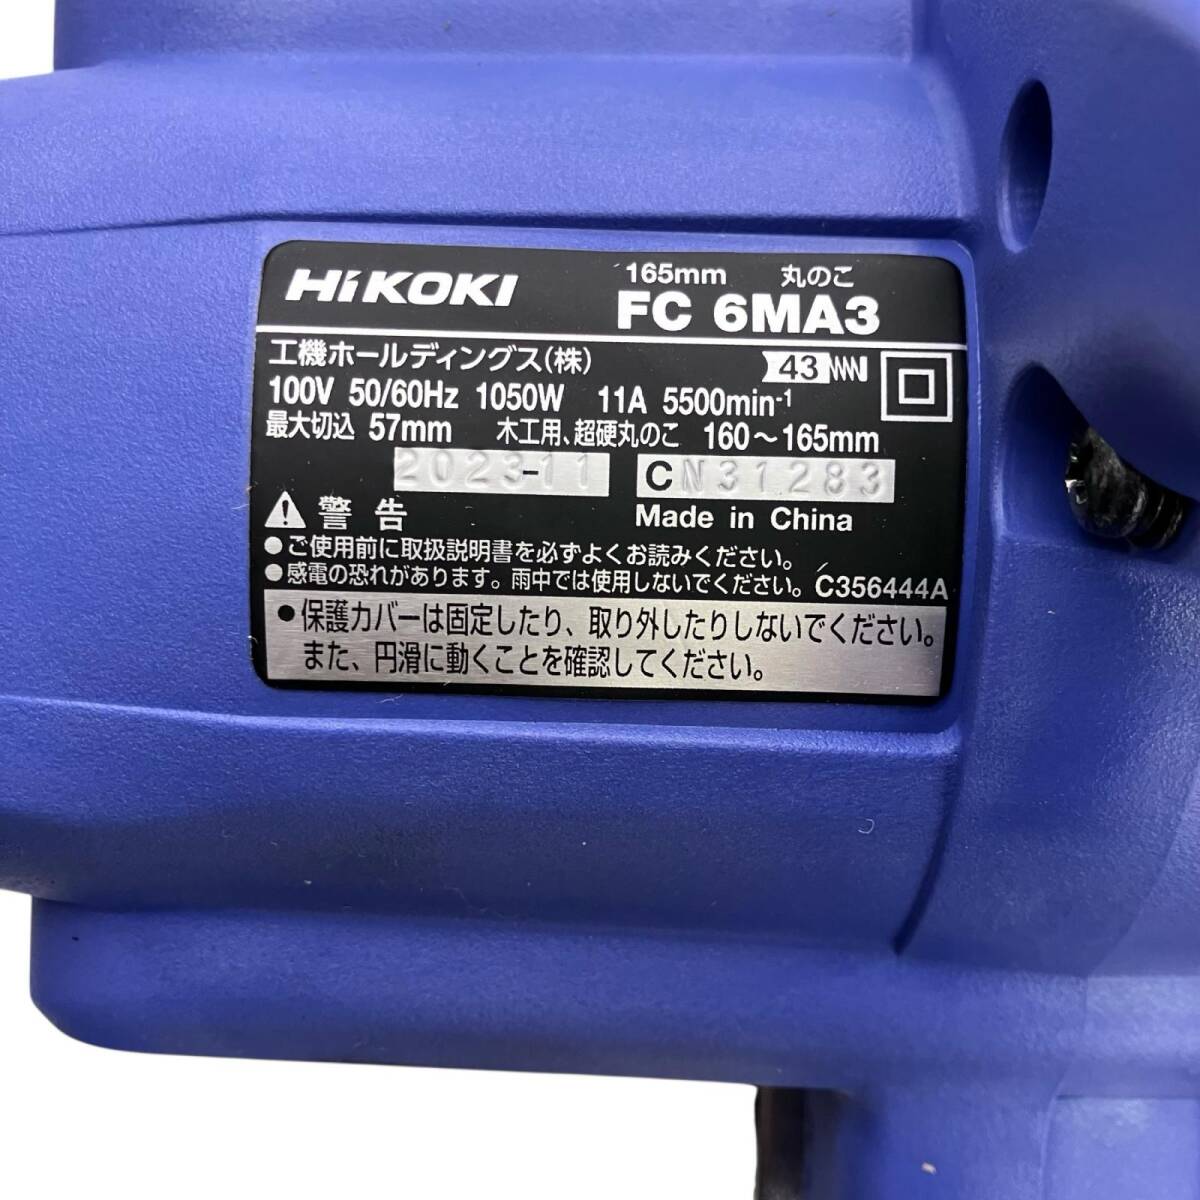 HiKOKI 165mm 丸のこ
FC 6MA3
工機ホールディングス(株) 43
100V 50/60Hz 1050W 11A 5500min-1
最大切込 57mm 木工用、超硬丸のこ 160～165mm
2023-11 CN31283
警告 Made in China
●ご使用前に取扱説明書を必ずよくお読みください。
●感電の恐れがあります。雨中では使用しないでください。C356444A
●保護カバーは固定したり、取り外したりしないでください。
また、円滑に動くことを確認してください。